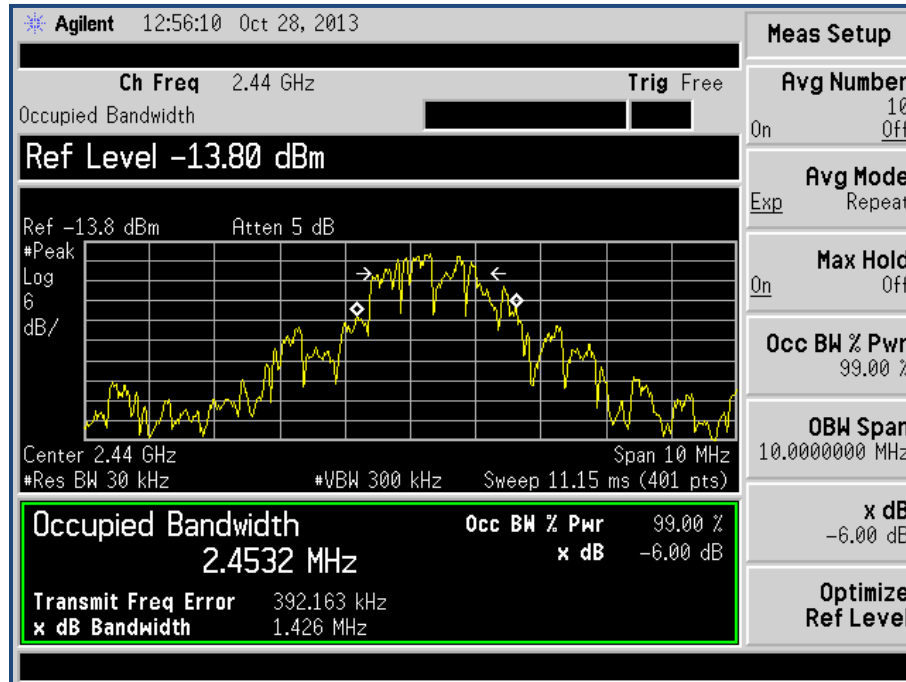 Agilent 12:56:10 Oct 28, 2013
Meas Setup
Ch Freq 2.44 GHz Trig Free
Occupied Bandwidth
Ref Level -13.80 dBm
Ref -13.8 dBm Atten 5 dB
#Peak
Log
6
dB/
Center 2.44 GHz Span 10 MHz
#Res BW 30 kHz #VBW 300 kHz Sweep 11.15 ms (401 pts)
Occupied Bandwidth Occ BW % Pwr 99.00 %
2.4532 MHz x dB -6.00 dB
Transmit Freq Error 392.163 kHz
x dB Bandwidth 1.426 MHz
Avg Number
10
On Off
Avg Mode
Exp Repeat
Max Hold
On Off
Occ BW % Pwr
99.00 %
OBW Span
10.0000000 MHz
x dB
-6.00 dB
Optimize
Ref Level